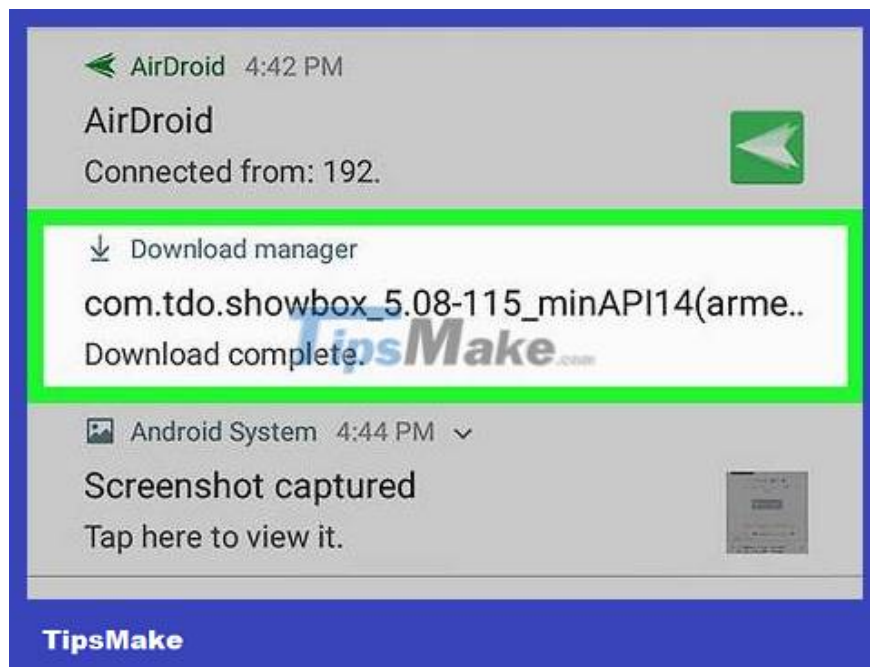 AirDroid 4:42 PM
AirDroid
Connected from: 192.
Download manager
com.tdo.showbox_5.08-115_minAPI14(arme..
Download complete.
TipsMake.com
Android System 4:44 PM
Screenshot captured
Tap here to view it.
TipsMake